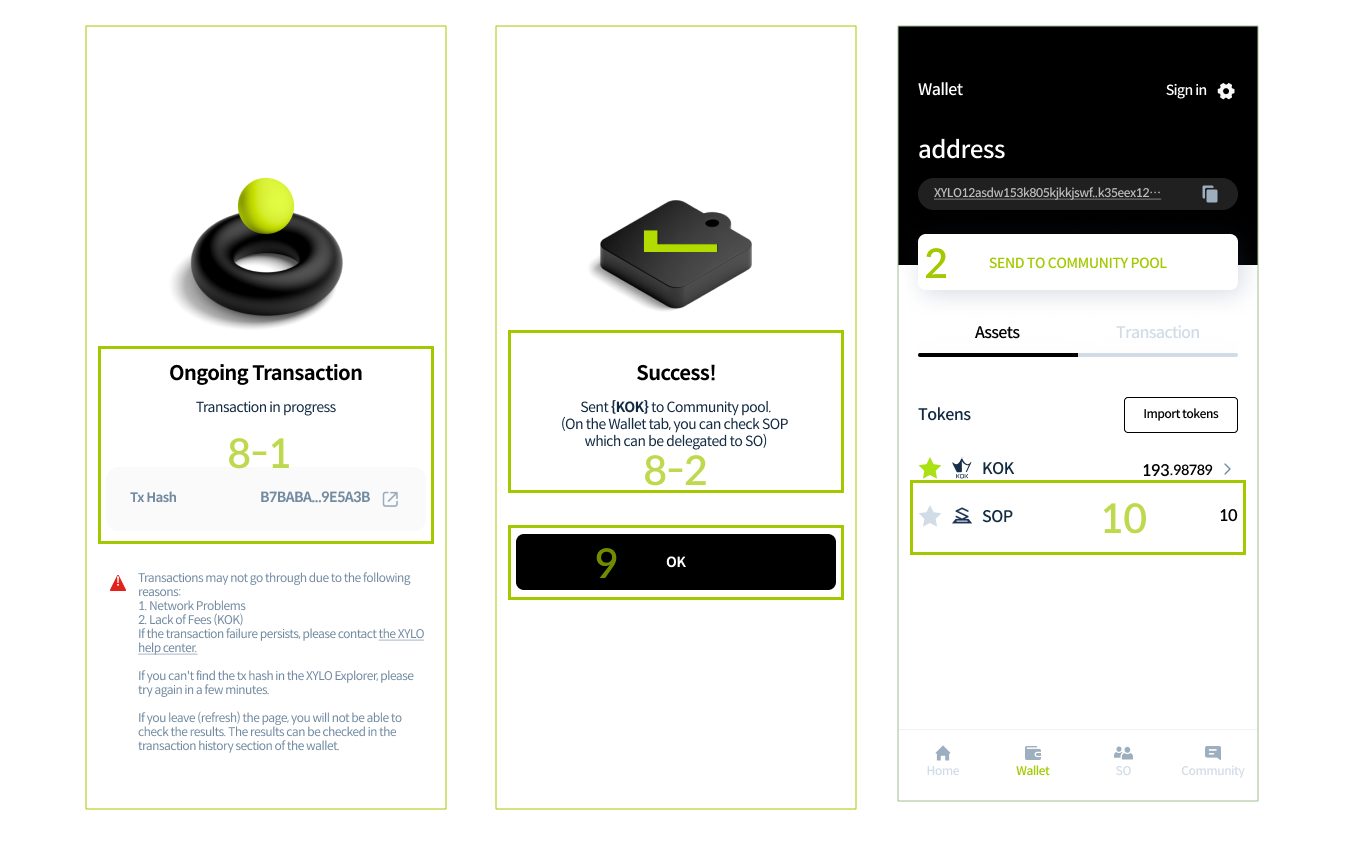 Ongoing Transaction
Transaction in progress
8-1
Tx Hash B7BABA...9E5A3B
Transactions may not go through due to the following
reasons:
1. Network Problems
2. Lack of Fees (KOK)
If the transaction failure persists, please contact the XYLO
help center.
If you can't find the tx hash in the XYLO Explorer, please
try again in a few minutes.
If you leave (refresh) the page, you will not be able to
check the results. The results can be checked in the
transaction history section of the wallet.
Success!
Sent {KOK} to Community pool.
(On the Wallet tab, you can check SOP
which can be delegated to SO)
8-2
9 OK
Wallet Sign in
address
XYLO12asdw153k805kjkkjswf..k35eex12···
2 SEND TO COMMUNITY POOL
Assets Transaction
Tokens Import tokens
KOK KOK 193.98789
SOP 10 10
Home Wallet SO Community